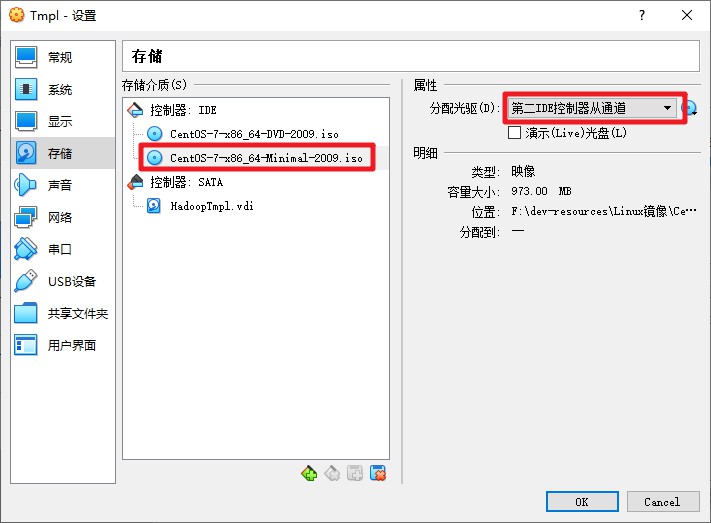 Tmpl - 设置
?
常规
系统
显示
存储
声音
网络
串口
USB设备
共享文件夹
用户界面
存储
存储介质(S)
控制器: IDE
CentOS-7-x86_64-DVD-2009.iso
CentOS-7-x86_64-Minimal-2009.iso
控制器: SATA
HadoopTmpl.vdi
属性
分配光驱(D): 第二IDE控制器从通道
演示(Live)光盘(L)
明细
类型: 映像
容量大小: 973.00 MB
位置: F:\dev-resources\Linux镜像\Ce…
分配到: —
OK
Cancel